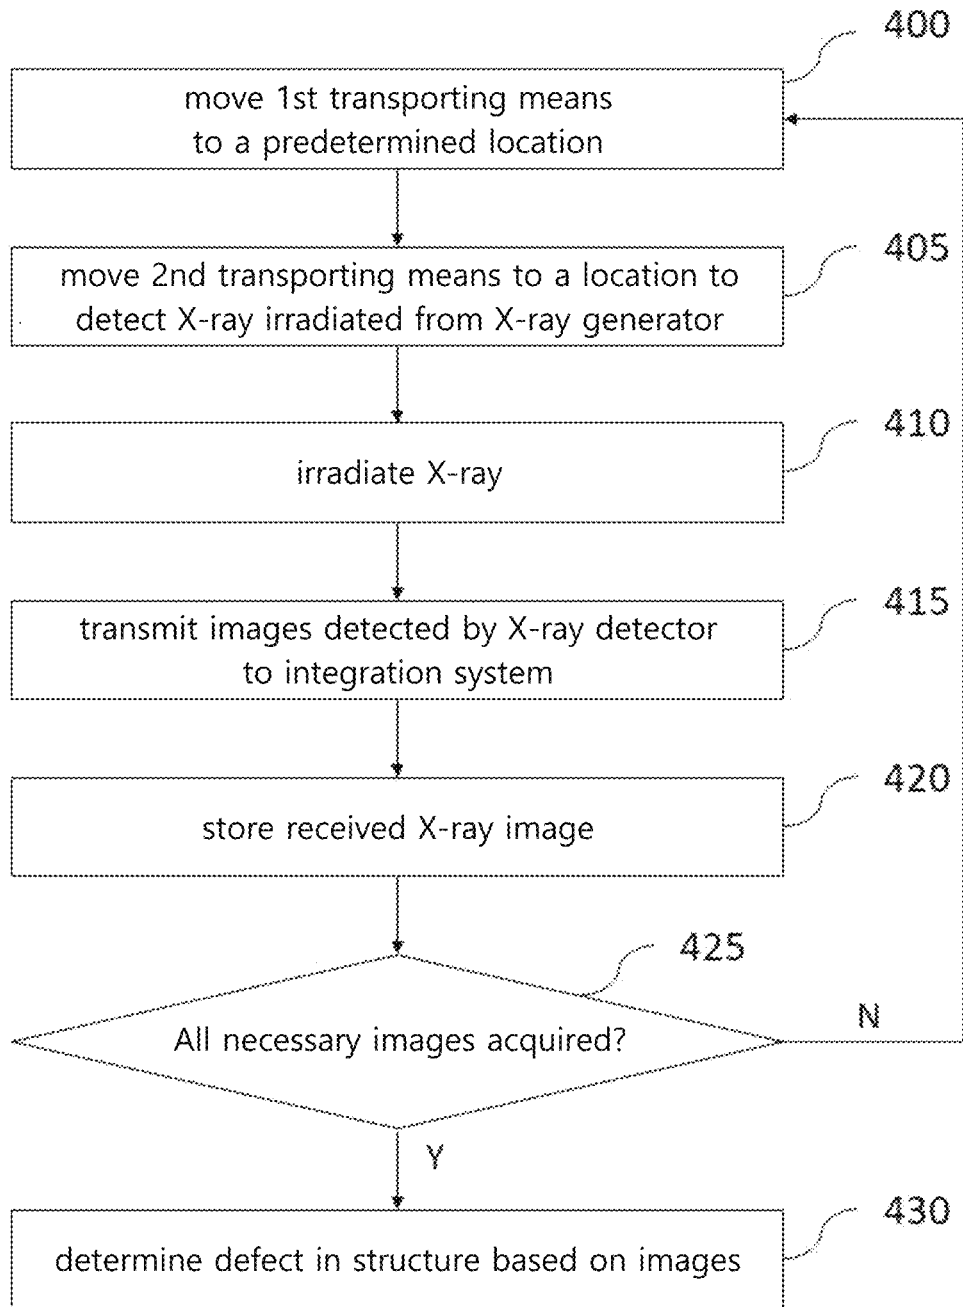 400
move 1st transporting means
to a predetermined location
405
move 2nd transporting means to a location to
detect X-ray irradiated from X-ray generator
410
irradiate X-ray
415
transmit images detected by X-ray detector
to integration system
420
store received X-ray image
425
All necessary images acquired?
N
Y
430
determine defect in structure based on images